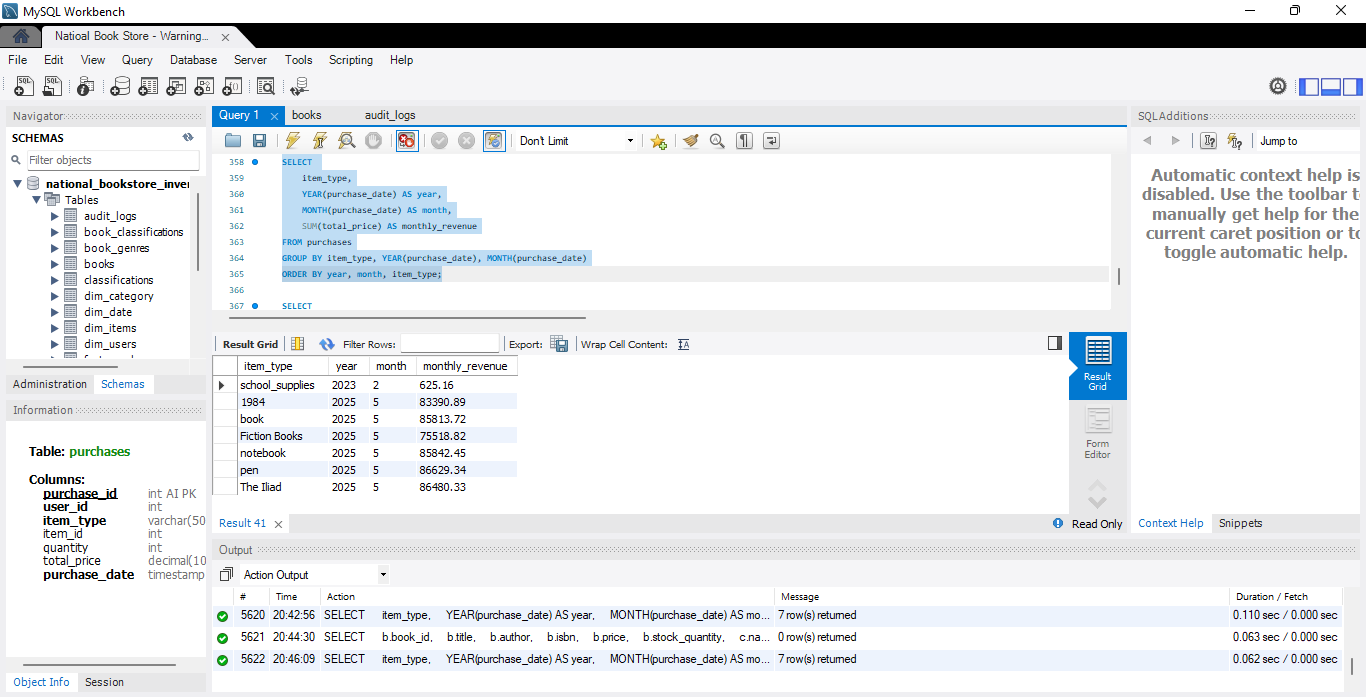 MySQL Workbench
Natioal Book Store - Warning...
File Edit View Query Database Server Tools Scripting Help
Navigator
SCHEMAS
Filter objects
national_bookstore_inver
Tables
audit_logs
book_classifications
book_genres
books
classifications
dim_category
dim_date
dim_items
dim_users
Administration Schemas
Information
Table: purchases
Columns:
purchase_id int AI PK
user_id int
item_type varchar(50
item_id int
quantity int
total_price decimal(10
purchase_date timestamp
Object Info Session
Query 1 books audit_logs
Don't Limit
358 SELECT
359 item_type,
360 YEAR(purchase_date) AS year,
361 MONTH(purchase_date) AS month,
362 SUM(total_price) AS monthly_revenue
363 FROM purchases
364 GROUP BY item_type, YEAR(purchase_date), MONTH(purchase_date)
365 ORDER BY year, month, item_type;
366
367 SELECT
Result Grid Filter Rows: Export: Wrap Cell Content:
item_type year month monthly_revenue
school_supplies 2023 2 625.16
1984 2025 5 83390.89
book 2025 5 85813.72
Fiction Books 2025 5 75518.82
notebook 2025 5 85842.45
pen 2025 5 86629.34
The Iliad 2025 5 86480.33
Result Grid
Form Editor
Result 41
Read Only
Output
Action Output
# Time Action Message Duration / Fetch
5620 20:42:56 SELECT item_type, YEAR(purchase_date) AS year, MONTH(purchase_date) AS mo... 7 row(s) returned 0.110 sec / 0.000 sec
5621 20:44:30 SELECT b.book_id, b.title, b.author, b.isbn, b.price, b.stock_quantity, c.na... 0 row(s) returned 0.063 sec / 0.000 sec
5622 20:46:09 SELECT item_type, YEAR(purchase_date) AS year, MONTH(purchase_date) AS mo... 7 row(s) returned 0.062 sec / 0.000 sec
SQLAdditions
Jump to
Automatic context help is
disabled. Use the toolbar t
manually get help for the
current caret position or to
toggle automatic help.
Context Help Snippets